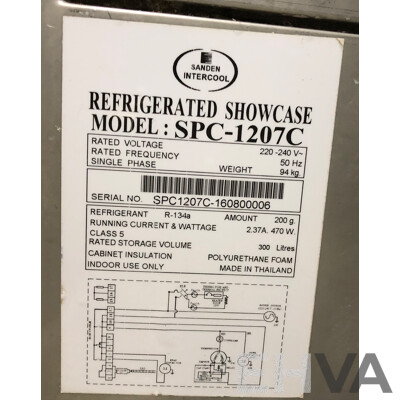 SANDEN
INTERCOOL
REFRIGERATED SHOWCASE
MODEL : SPC-1207C
RATED VOLTAGE 220-240 V~
RATED FREQUENCY 50 Hz
SINGLE PHASE WEIGHT 94 kg.
SERIAL NO. SPC1207C-160800006
REFRIGERANT R-134a AMOUNT 200 g.
RUNNING CURRENT & WATTAGE 2.37A. 470 W.
CLASS 5
RATED STORAGE VOLUME 300 Litres
CABINET INSULATION POLYURETHANE FOAM
INDOOR USE ONLY MADE IN THAILAND
VA